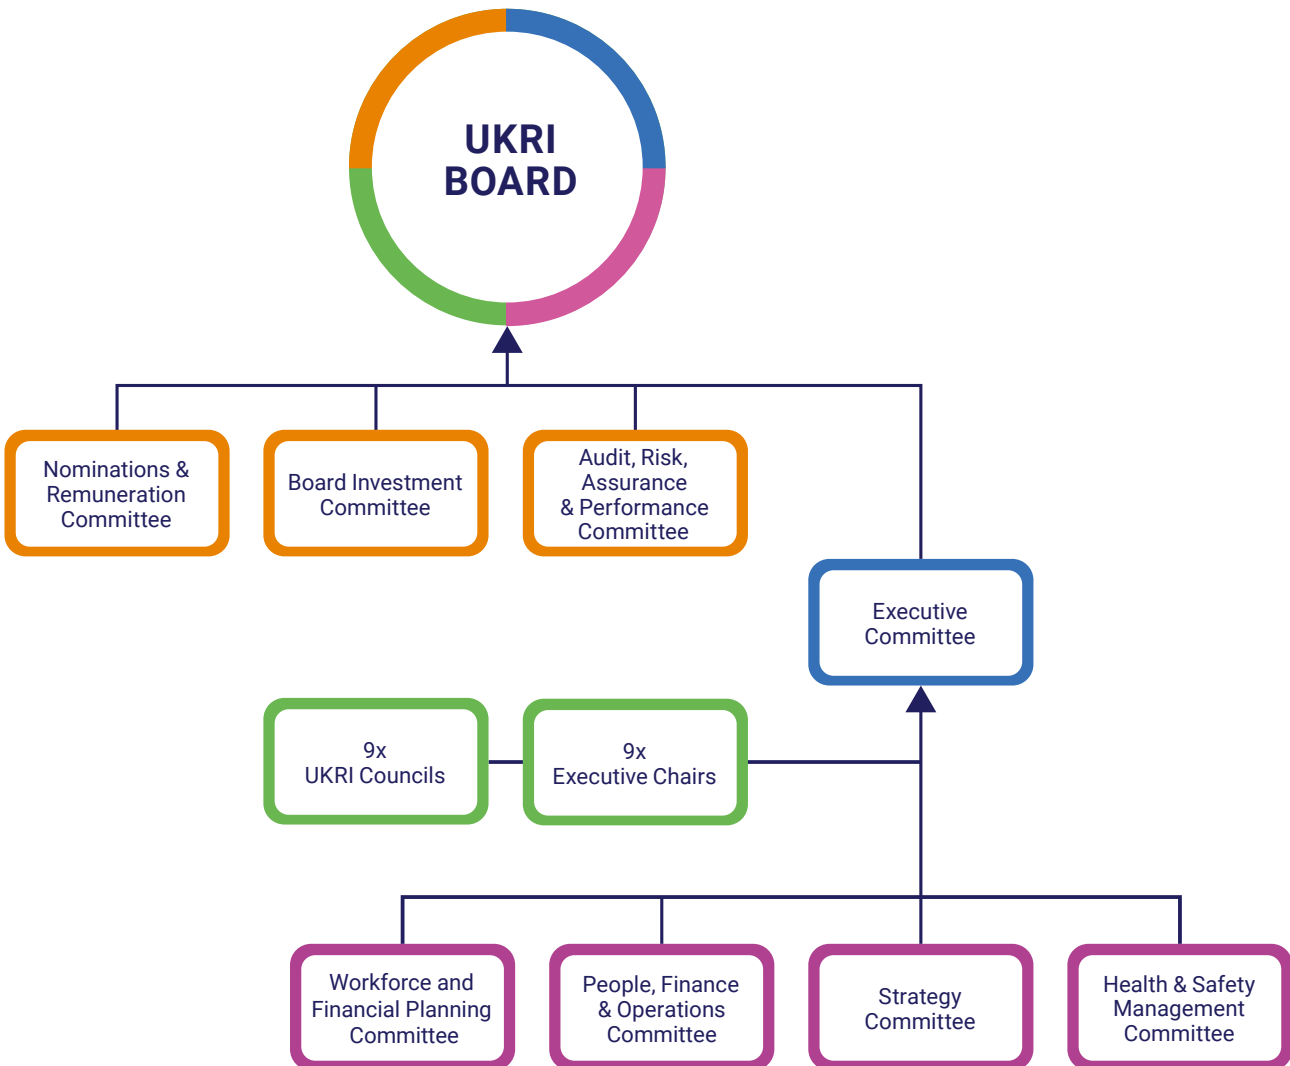 UKRI
BOARD
Nominations &
Remuneration
Committee
Board Investment
Committee
Audit, Risk,
Assurance
& Performance
Committee
Executive
Committee
9x
UKRI Councils
9x
Executive Chairs
Workforce and
Financial Planning
Committee
People, Finance
& Operations
Committee
Strategy
Committee
Health & Safety
Management
Committee